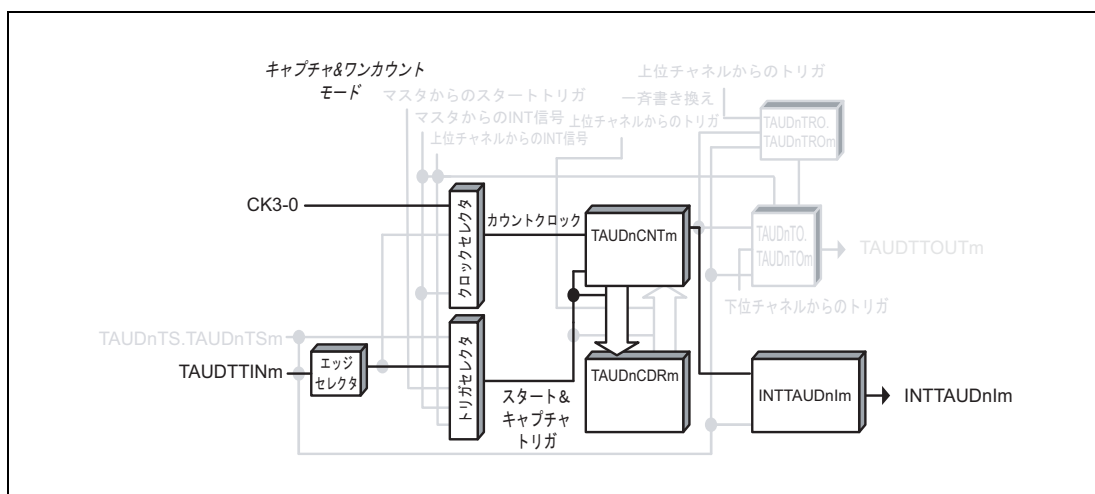 キャプチャ&ワンカウント
モード
マスタからのスタートトリガ
マスタからのINT信号
上位チャネルからのINT信号
上位チャネルからのトリガ
一斉書き換え
上位チャネルからのトリガ
TAUDnTRO.
TAUDnTROm
CK3-0
クロックセレクタ
カウントクロック
TAUDnCNTm
TAUDnTO.
TAUDnTOm
TAUDTTOUTm
下位チャネルからのトリガ
TAUDnTS.TAUDnTSm
TAUDTTINm
エッジ
セレクタ
トリガセレクタ
スタート&
キャプチャ
トリガ
TAUDnCDRm
INTTAUDnIm
INTTAUDnIm